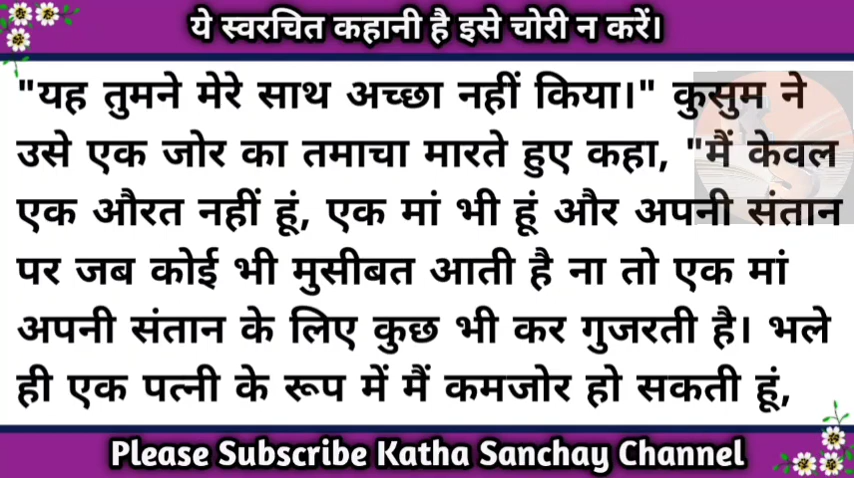 ये स्वरचित कहानी है इसे चोरी न करें।
"यह तुमने मेरे साथ अच्छा नहीं किया।" कुसुम ने
उसे एक जोर का तमाचा मारते हुए कहा, "मैं केवल
एक औरत नहीं हूं, एक मां भी हूं और अपनी संतान
पर जब कोई भी मुसीबत आती है ना तो एक मां
अपनी संतान के लिए कुछ भी कर गुजरती है। भले
ही एक पत्नी के रूप में मैं कमजोर हो सकती हूं,
Please Subscribe Katha Sanchay Channel